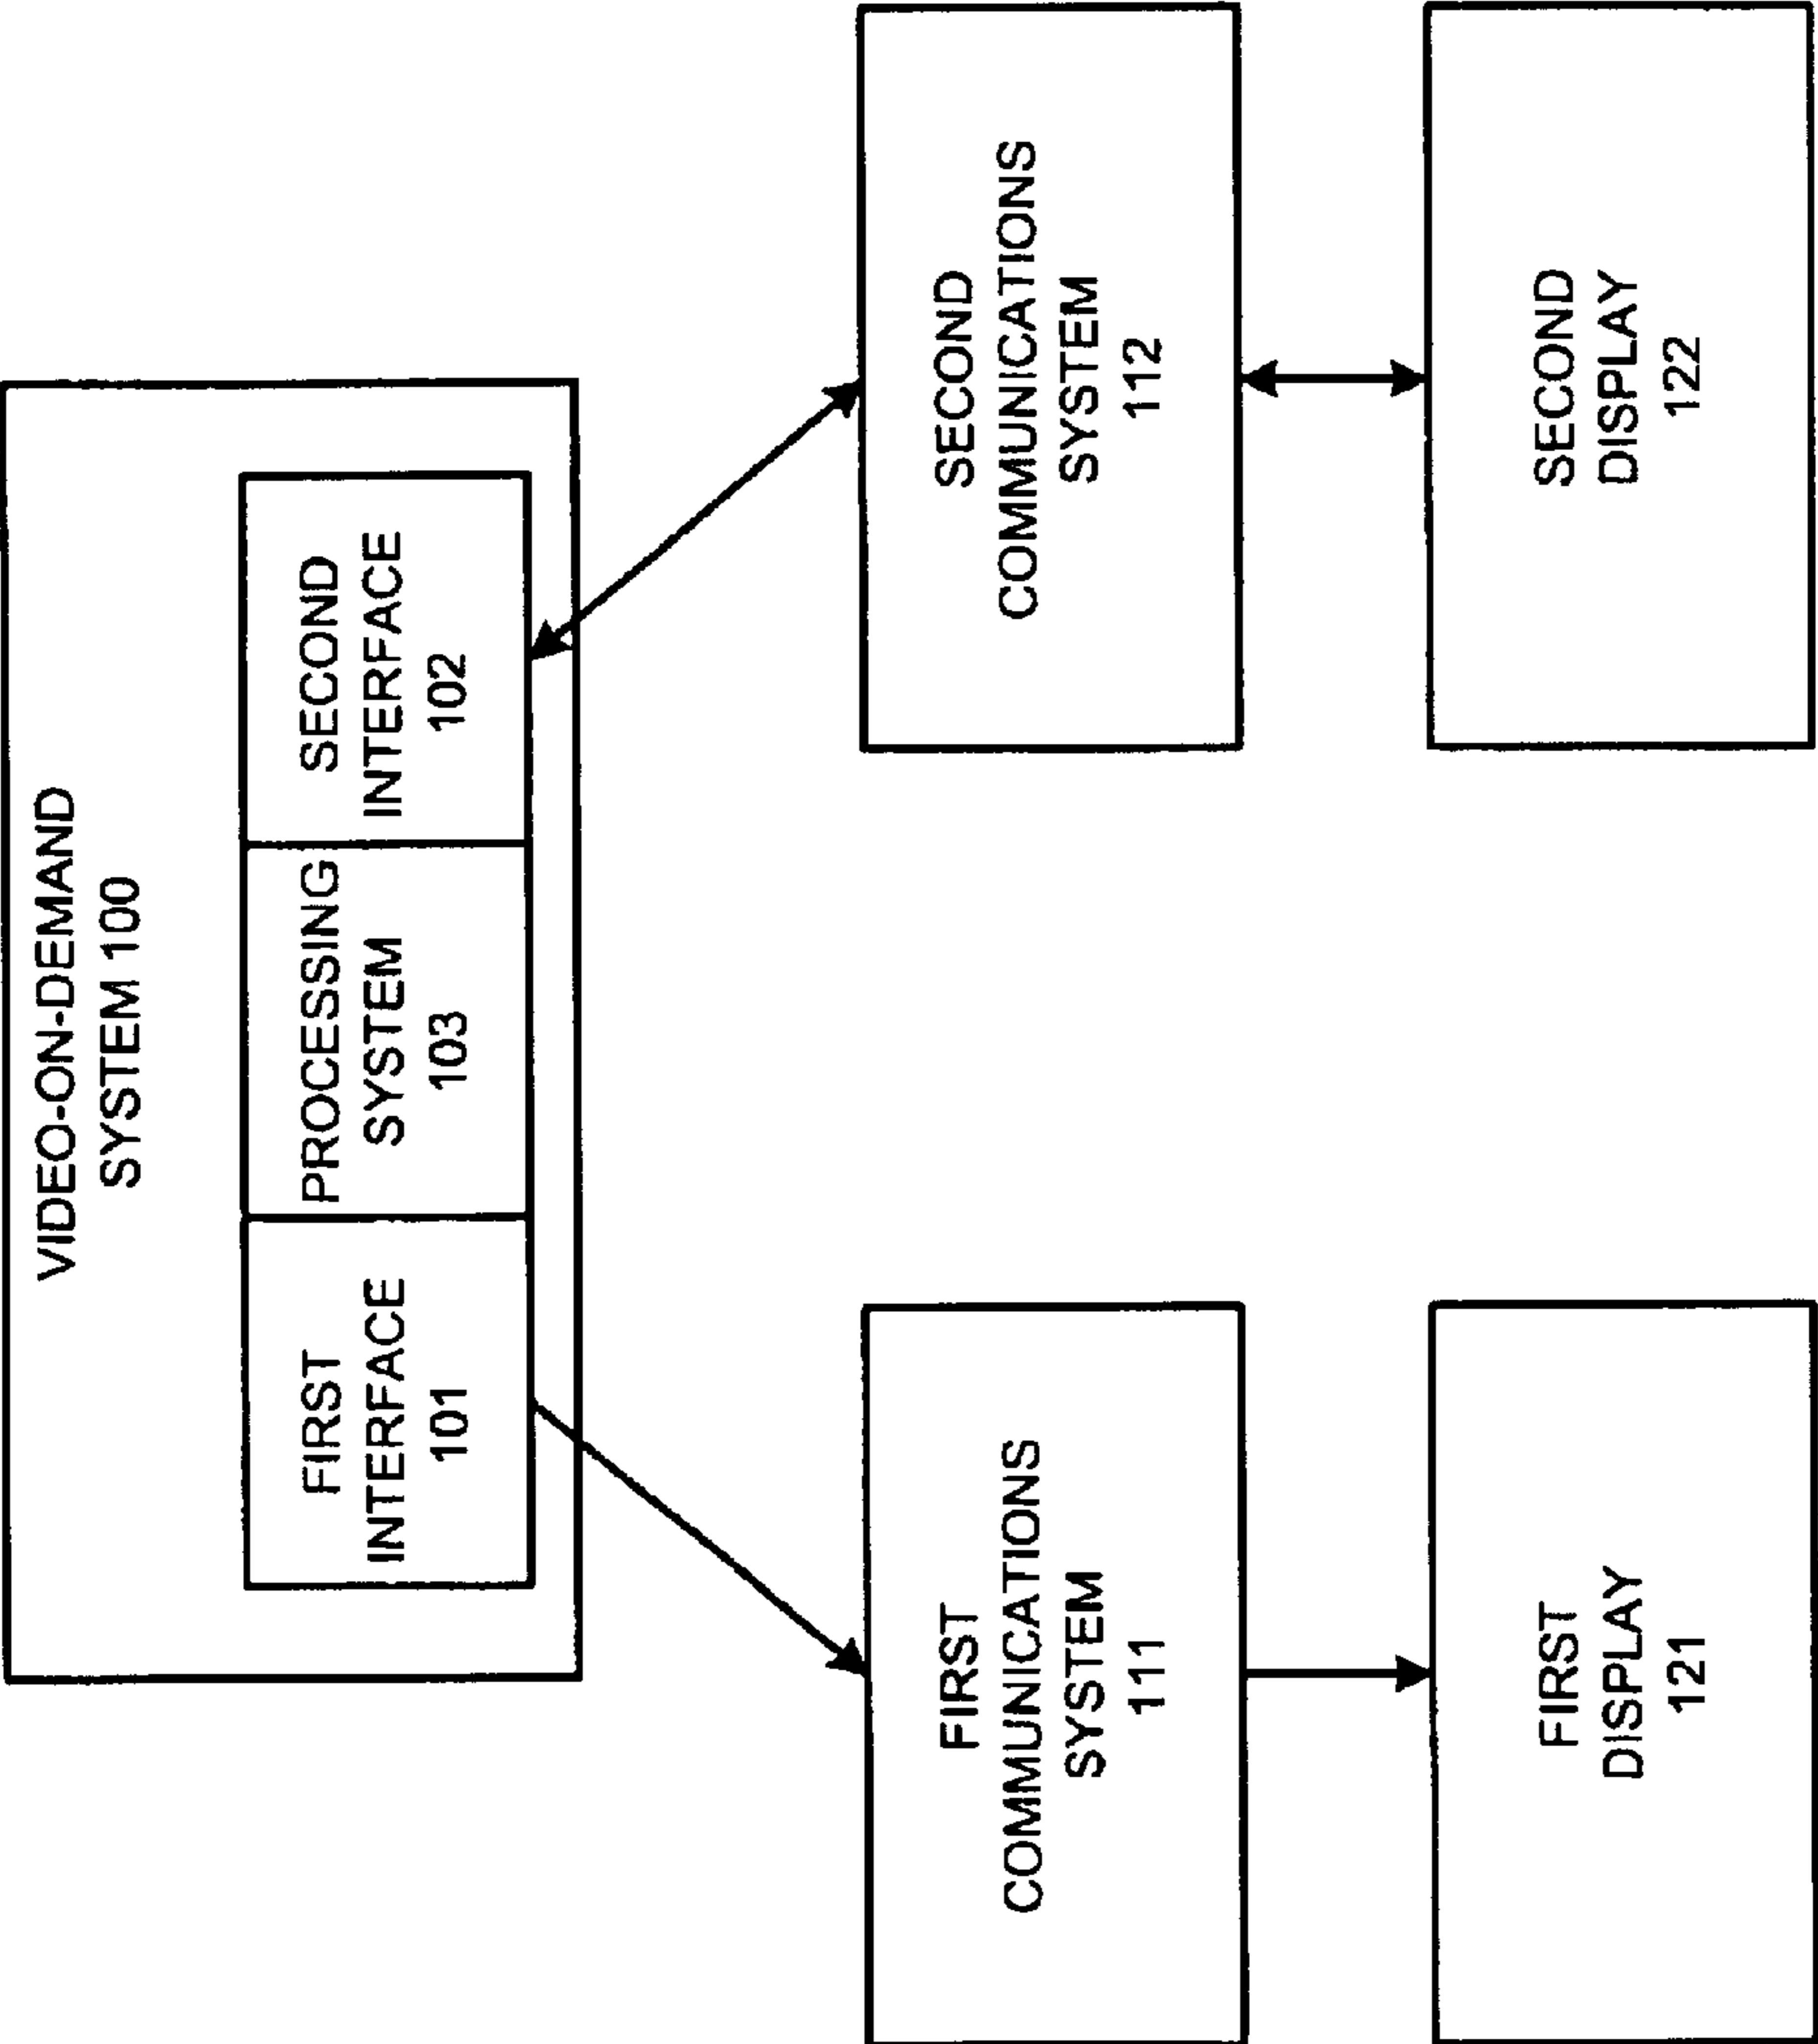 VIDEO-ON-DEMAND
SYSTEM 100
FIRST
INTERFACE
101
PROCESSING
SYSTEM
103
SECOND
INTERFACE
102
FIRST
COMMUNICATIONS
SYSTEM
111
SECOND
COMMUNICATIONS
SYSTEM
112
FIRST
DISPLAY
121
SECOND
DISPLAY
122